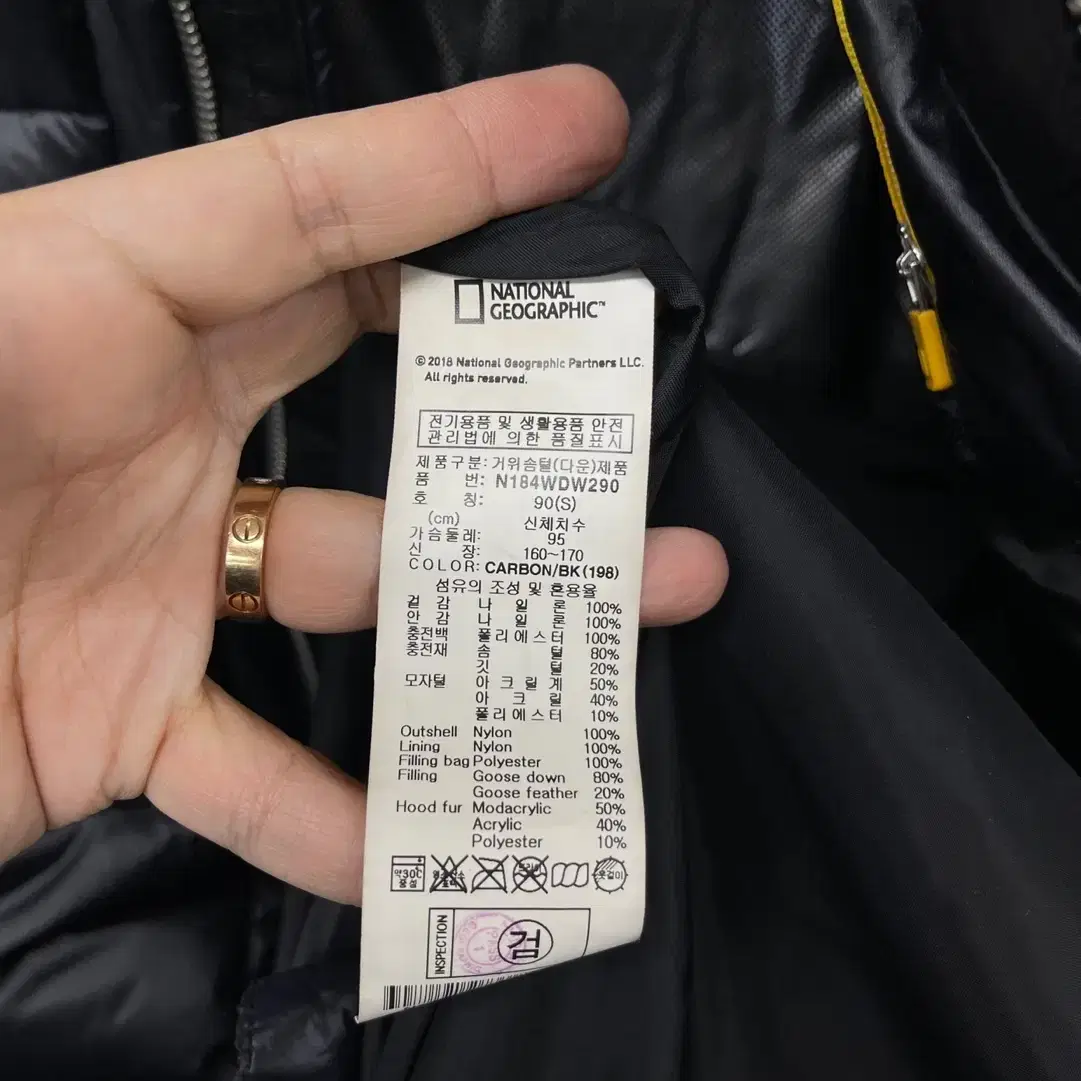 NATIONAL
GEOGRAPHIC™
© 2018 National Geographic Partners LLC.
All rights reserved.
전기용품 및 생활용품 안전
관리법에 의한 품질표시
제품구분: 거위솜털(다운)제품
품 번: N184WDW290
호 칭: 90(S)
(cm) 신체치수
가슴둘레: 95
신 장: 160~170
COLOR: CARBON/BK(198)
섬유의 조성 및 혼용율
겉 감 나 일 론 100%
안 감 나 일 론 100%
충전백 폴리에스터 100%
충전재 솜 털 80%
깃 털 20%
모자털 아 크 릴 계 50%
아 크 릴 40%
폴리에스터 10%
Outshell Nylon 100%
Lining Nylon 100%
Filling bag Polyester 100%
Filling Goose down 80%
Goose feather 20%
Hood fur Modacrylic 50%
Acrylic 40%
Polyester 10%
약30℃
중성
옷걸이
INSPECTION
검